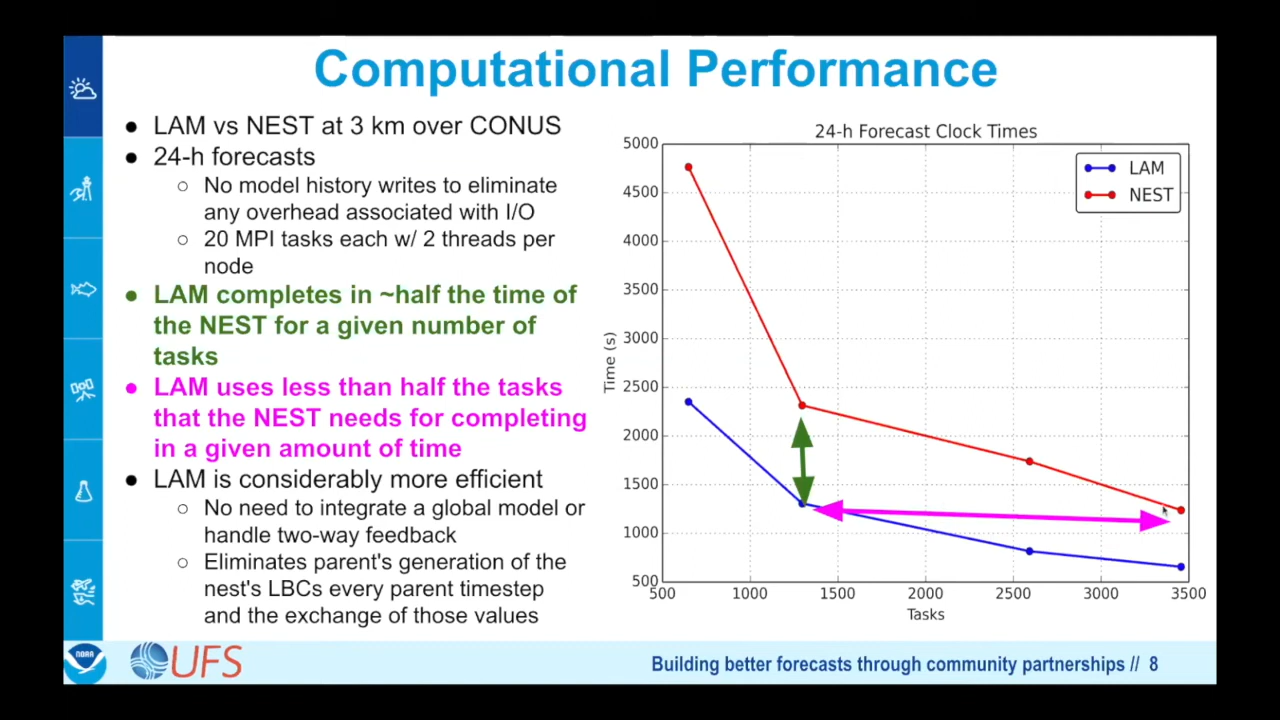 Computational Performance
● LAM vs NEST at 3 km over CONUS
● 24-h forecasts
○ No model history writes to eliminate
any overhead associated with I/O
○ 20 MPI tasks each w/ 2 threads per
node
● LAM completes in ~half the time of
the NEST for a given number of
tasks
● LAM uses less than half the tasks
that the NEST needs for completing
in a given amount of time
● LAM is considerably more efficient
○ No need to integrate a global model or
handle two-way feedback
○ Eliminates parent's generation of the
nest's LBCs every parent timestep
and the exchange of those values
24-h Forecast Clock Times
LAM
NEST
5000
4500
4000
3500
3000
2500
2000
1500
1000
500
Time (s)
500 1000 1500 2000 2500 3000 3500
Tasks
NOAA
UFS
Building better forecasts through community partnerships // 8